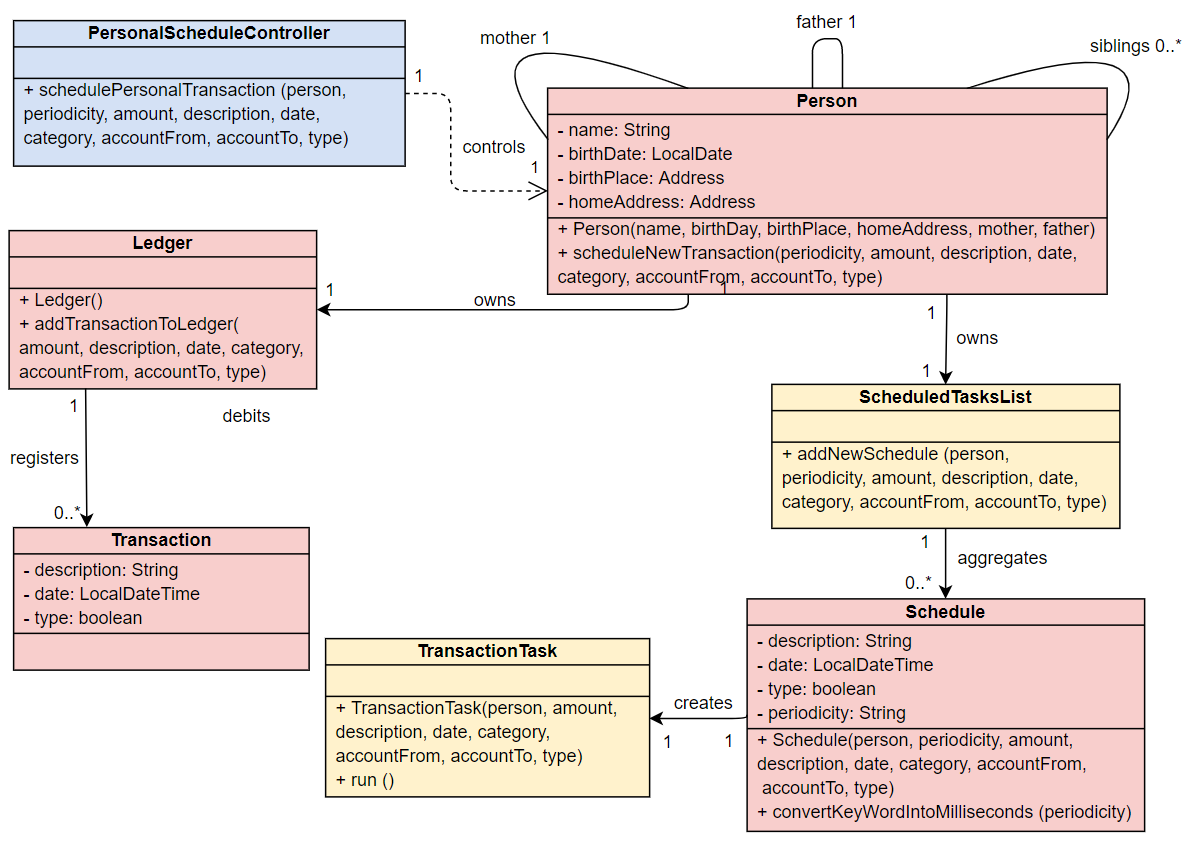 PersonalScheduleController
+ schedulePersonalTransaction (person,
periodicity, amount, description, date,
category, accountFrom, accountTo, type)
1
controls
1
mother 1
father 1
siblings 0..*
Person
- name: String
- birthDate: LocalDate
- birthPlace: Address
- homeAddress: Address
+ Person(name, birthDay, birthPlace, homeAddress, mother, father)
+ scheduleNewTransaction(periodicity, amount, description, date,
category, accountFrom, accountTo, type)
1
owns
1
Ledger
+ Ledger()
+ addTransactionToLedger(
amount, description, date, category,
accountFrom, accountTo, type)
1
owns
1
ScheduledTasksList
+ addNewSchedule (person,
periodicity, amount, description, date,
category, accountFrom, accountTo, type)
1
debits
registers
0..*
Transaction
- description: String
- date: LocalDateTime
- type: boolean
1
aggregates
0..*
Schedule
- description: String
- date: LocalDateTime
- type: boolean
- periodicity: String
+ Schedule(person, periodicity, amount,
description, date, category, accountFrom,
accountTo, type)
+ convertKeyWordIntoMilliseconds (periodicity)
creates
1
1
TransactionTask
+ TransactionTask(person, amount,
description, date, category,
accountFrom, accountTo, type)
+ run ()